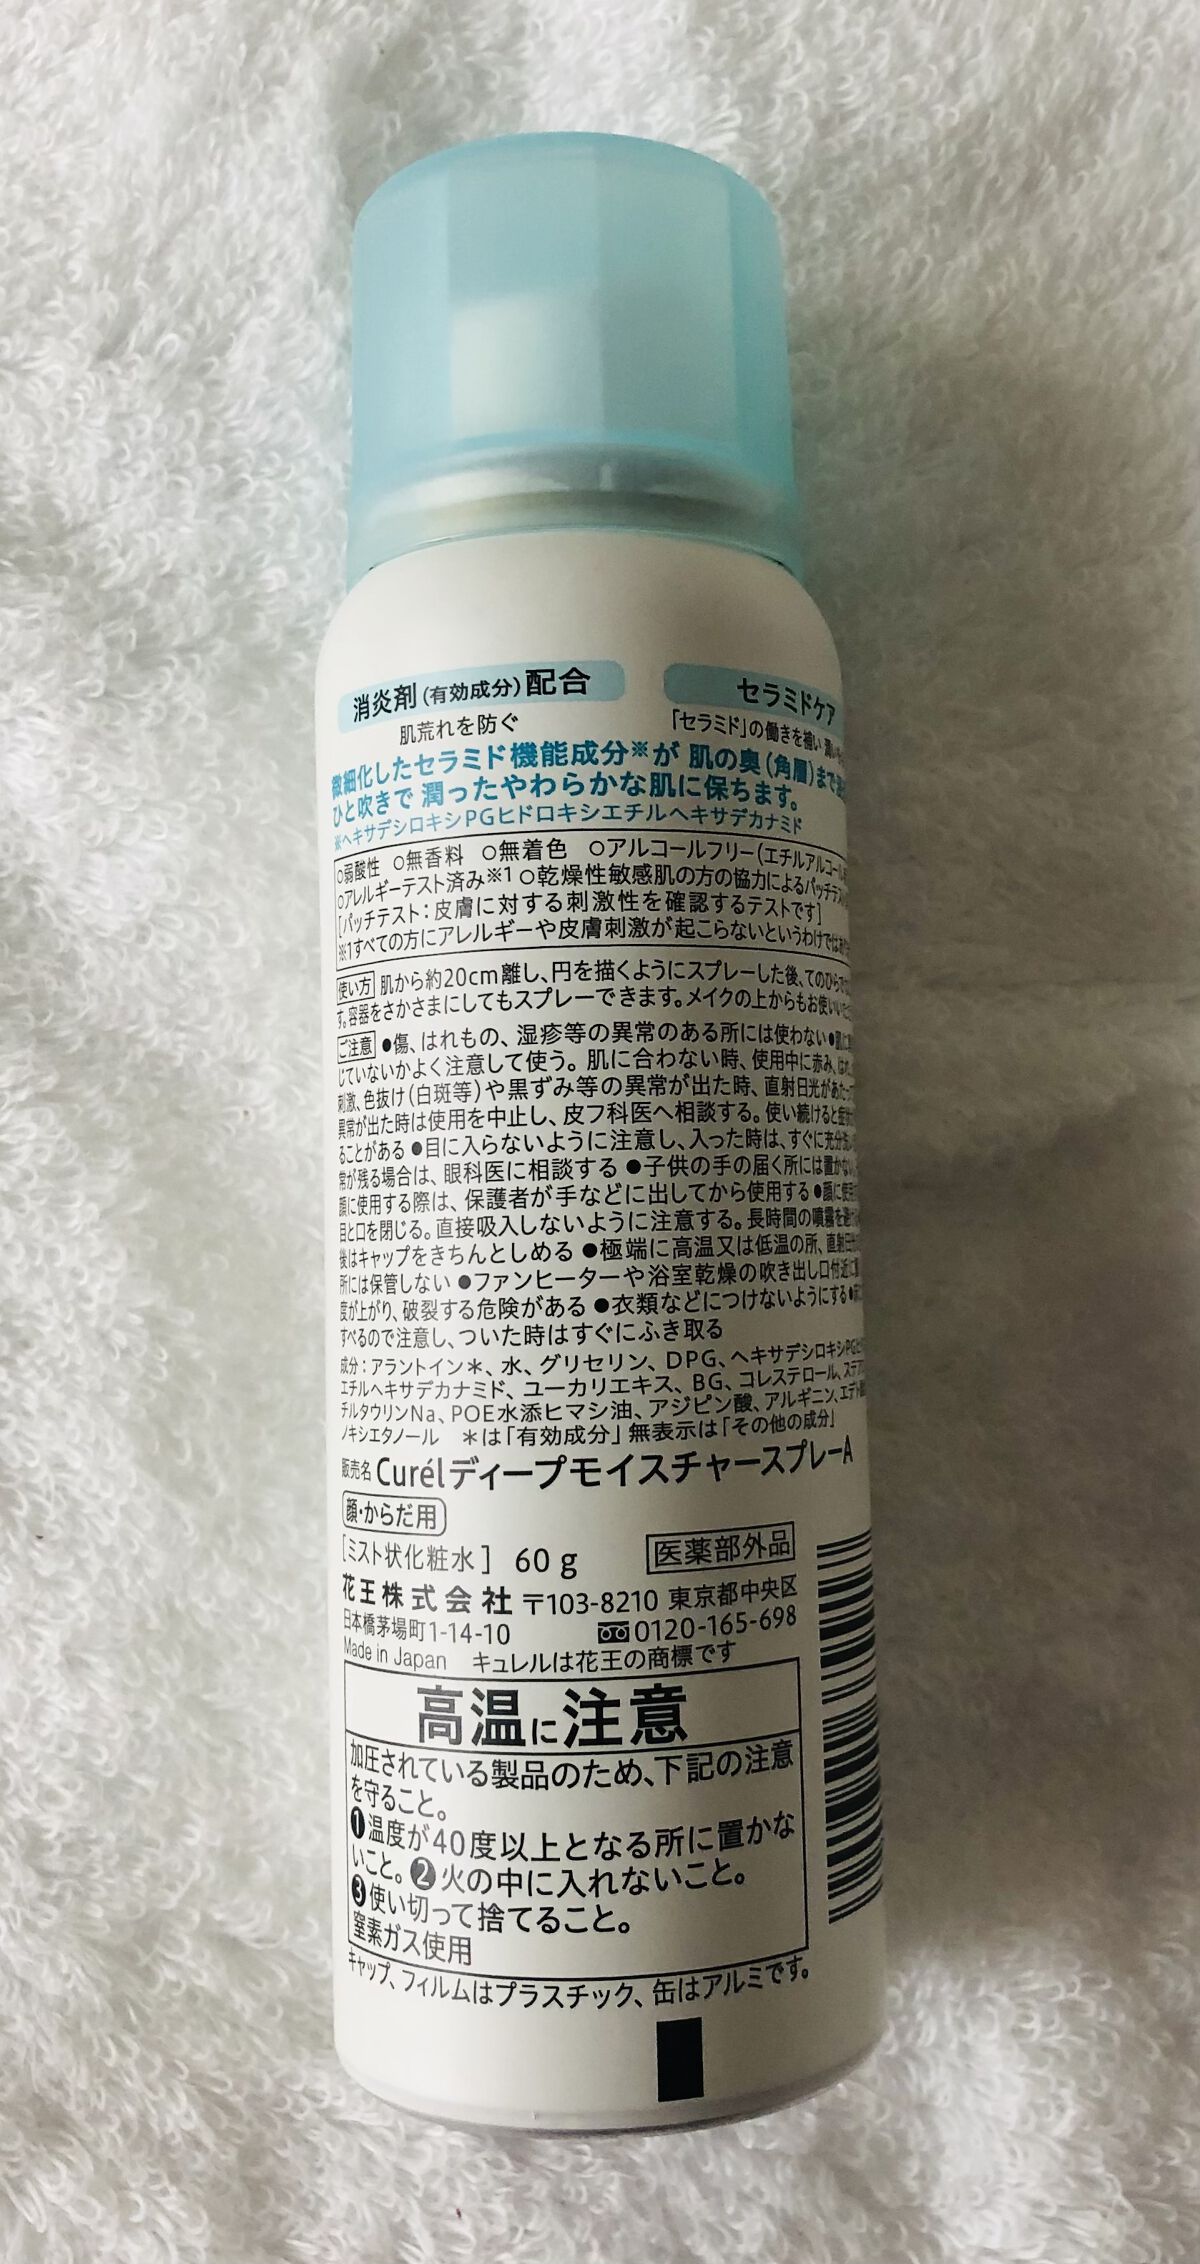 消炎剤(有効成分)配合
セラミドケア
肌荒れを防ぐ
「セラミド」の働きを補い 潤い
微細化したセラミド機能成分※が 肌の奥(角層)まで
ひと吹きで 潤ったやわらかな肌に保ちます。
※ヘキサデシロキシPGヒドロキシエチルヘキサデカナミド
○弱酸性 ○無香料 ○無着色 ○アルコールフリー(エチルアルコール
○アレルギーテスト済み※1 ○乾燥性敏感肌の方の協力によるパッチテスト
[パッチテスト:皮膚に対する刺激性を確認するテストです]
※1すべての方にアレルギーや皮膚刺激が起こらないというわけでは
使い方 肌から約20cm離し、円を描くようにスプレーした後、てのひらで
す。容器をさかさまにしてもスプレーできます。メイクの上からもお使い
ご注意 ●傷、はれもの、湿疹等の異常のある所には使わない●
じていないかよく注意して使う。肌に合わない時、使用中に赤み、はれ、
刺激、色抜け(白斑等)や黒ずみ等の異常が出た時、直射日光があたって
異常が出た時は使用を中止し、皮フ科医へ相談する。使い続けると症状
ることがある ●目に入らないように注意し、入った時は、すぐに充分洗い
常が残る場合は、眼科医に相談する ●子供の手の届く所には置かない
顔に使用する際は、保護者が手などに出してから使用する ●顔に使用
目と口を閉じる。直接吸入しないように注意する。長時間の噴霧を避ける
後はキャップをきちんとしめる ●極端に高温又は低温の所、直射日光
所には保管しない ●ファンヒーターや浴室乾燥の吹き出し口付近に
度が上がり、破裂する危険がある ●衣類などにつけないようにする●
すべるので注意し、ついた時はすぐにふき取る
成分:アラントイン*、水、グリセリン、DPG、ヘキサデシロキシPG
エチルヘキサデカナミド、ユーカリエキス、BG、コレステロール、ステア
チルタウリンNa、POE水添ヒマシ油、アジピン酸、アルギニン、エデト酸
ノキシエタノール *は「有効成分」無表示は「その他の成分」
販売名 Curélディープモイスチャースプレーa
顔・からだ用
[ミスト状化粧水] 60g 医薬部外品
花王株式会社 〒103-8210 東京都中央区
日本橋茅場町1-14-10 0120-165-698
Made in Japan キュレルは花王の商標です
高温に注意
加圧されている製品のため、下記の注意
を守ること。
❶温度が40度以上となる所に置かな
いこと。❷火の中に入れないこと。
❸使い切って捨てること。
窒素ガス使用
キャップ、フィルムはプラスチック、缶はアルミです。